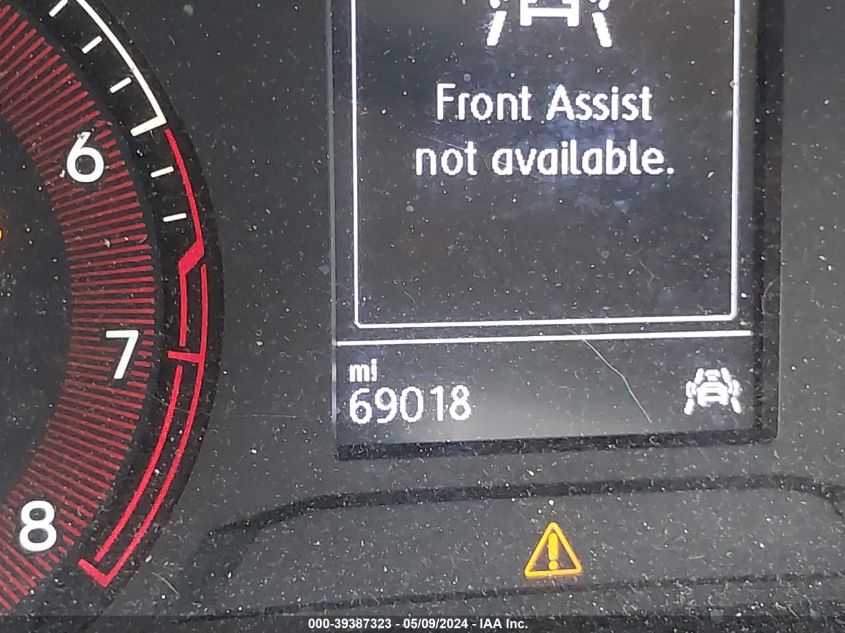 Front Assist
not available.
6
7
8
mi
69018
000-39387323 - 05/09/2024 - IAA Inc.